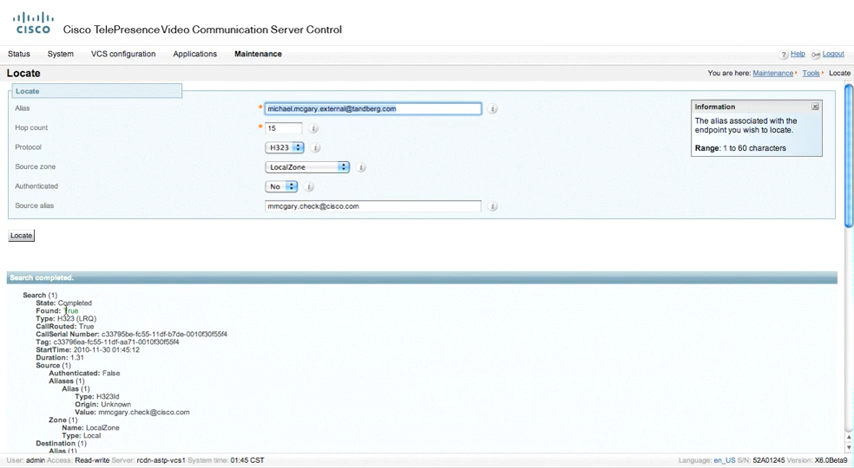 CISCO
Cisco TelePresence Video Communication Server Control
Status System VCS configuration Applications Maintenance
? Help Logout
Locate
You are here: Maintenance Tools Locate
Locate
Alias * michael.mcgary.external@tandberg.com i
Hop count * 15 i
Protocol H323 i
Source zone LocalZone i
Authenticated No i
Source alias mmcgary.check@cisco.com i
Information
The alias associated with the
endpoint you wish to locate.
Range: 1 to 60 characters
Locate
Search completed.
Search (1)
State: Completed
Found: True
Type: H323 (LRQ)
CallRouted: True
CallSerial Number: c33795be-fc55-11df-b7de-0010f30f55f4
Tag: c33796ea-fc55-11df-aa71-0010f30f55f4
StartTime: 2010-11-30 01:45:12
Duration: 1.31
Source (1)
Authenticated: False
Aliases (1)
Alias (1)
Type: H323Id
Origin: Unknown
Value: mmcgary.check@cisco.com
Zone (1)
Name: LocalZone
Type: Local
Destination (1)
Alias (1)
User: admin Access: Read-write Server: rcdn-astp-vcs1 System time: 01:45 CST
Language: en_US S/N: 52A01245 Version: X6.0Beta9